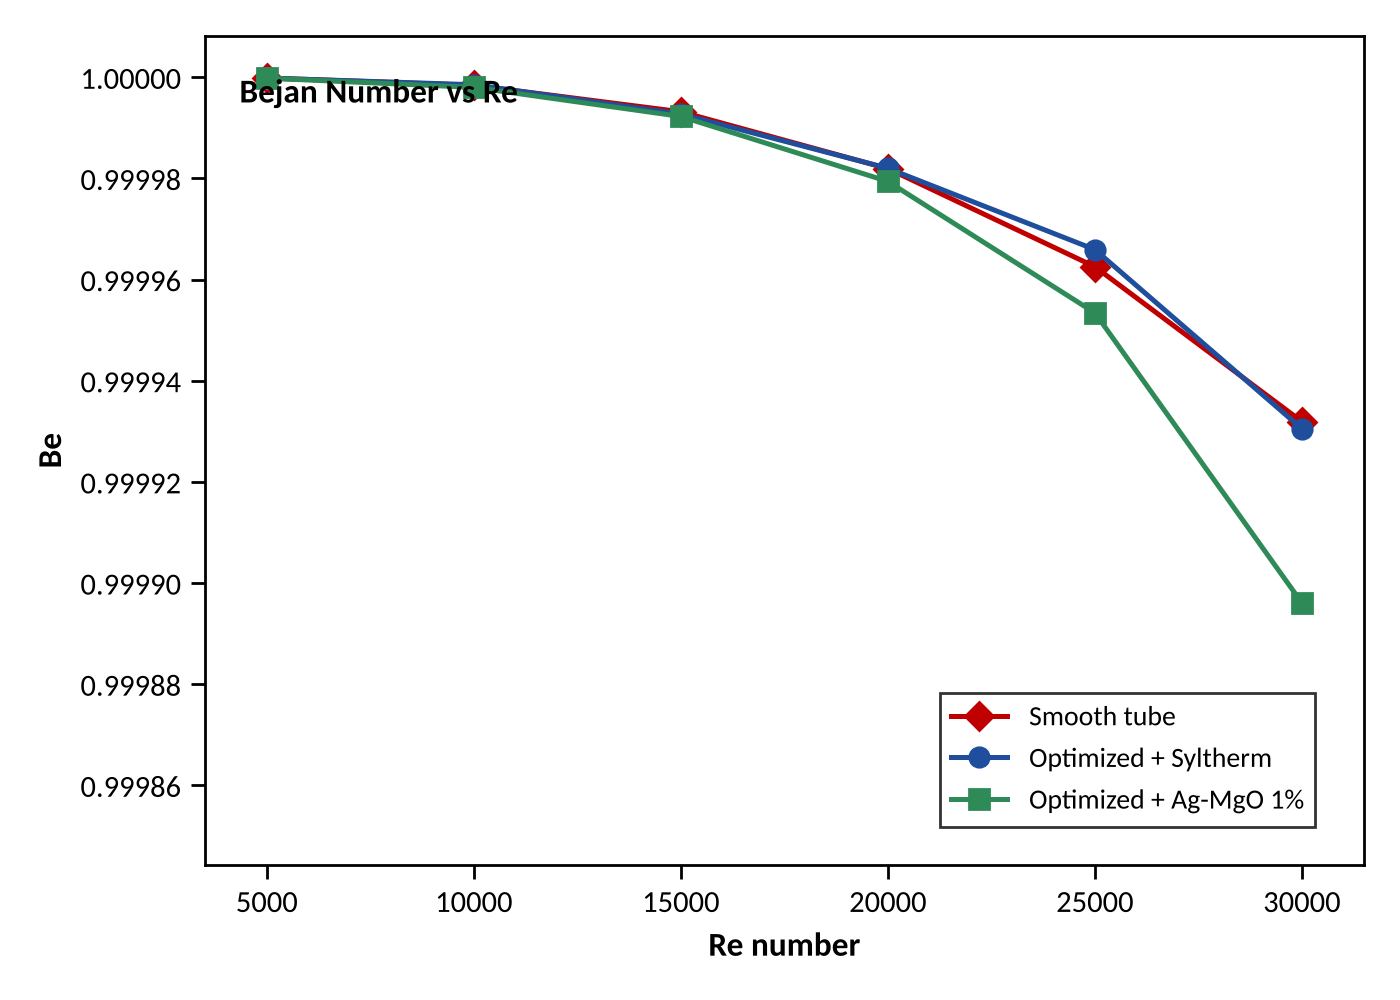 Bejan Number vs Re
1.00000
0.99998
0.99996
0.99994
0.99992
0.99990
0.99988
0.99986
Be
Smooth tube
Optimized + Syltherm
Optimized + Ag-MgO 1%
5000 10000 15000 20000 25000 30000
Re number